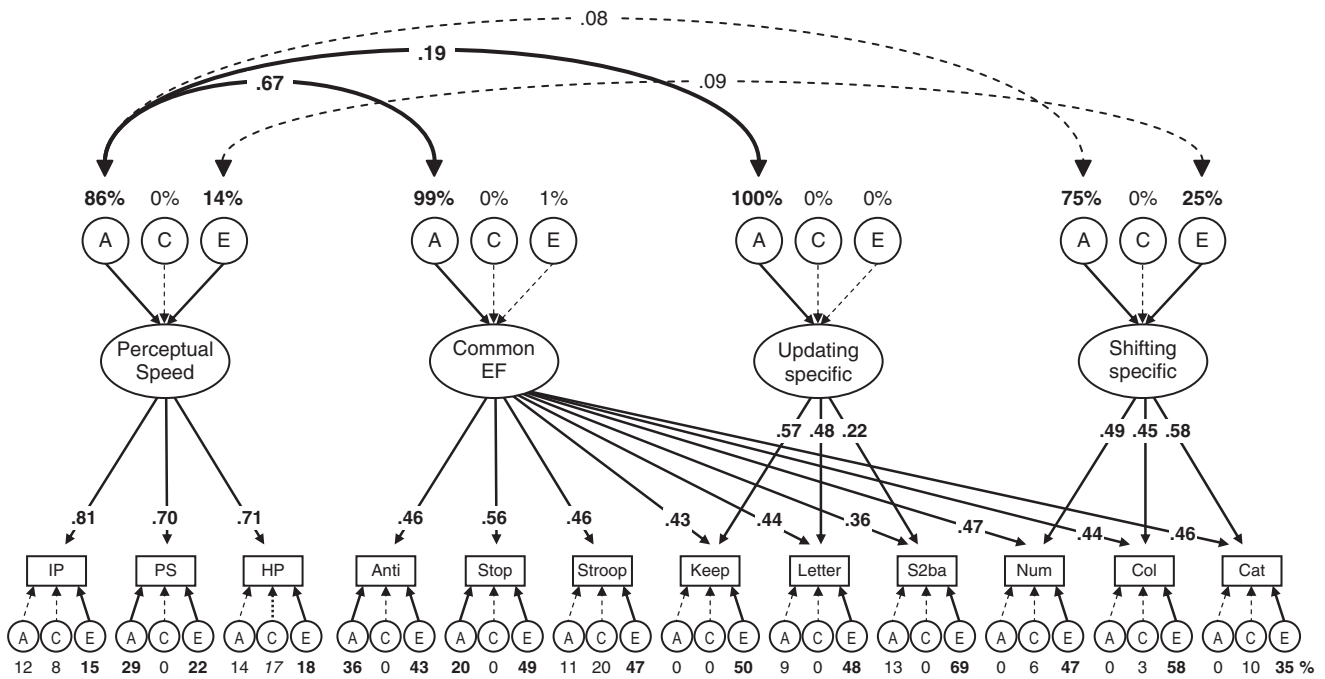 .08
.19
.67
.09
86% 0% 14% 99% 0% 1% 100% 0% 0% 75% 0% 25%
A C E A C E A C E A C E
Perceptual Speed
Common EF
Updating specific
Shifting specific
.57 .48 .22 .49 .45 .58
.81 .70 .71 .46 .56 .46 .43 .44 .36 .47 .44 .46
IP PS HP Anti Stop Stroop Keep Letter S2ba Num Col Cat
A C E A C E A C E A C E A C E A C E A C E A C E A C E A C E A C E A C E
12 8 15 29 0 22 14 17 18 36 0 43 20 0 49 11 20 47 0 0 50 9 0 48 13 0 69 0 6 47 0 3 58 0 10 35 %